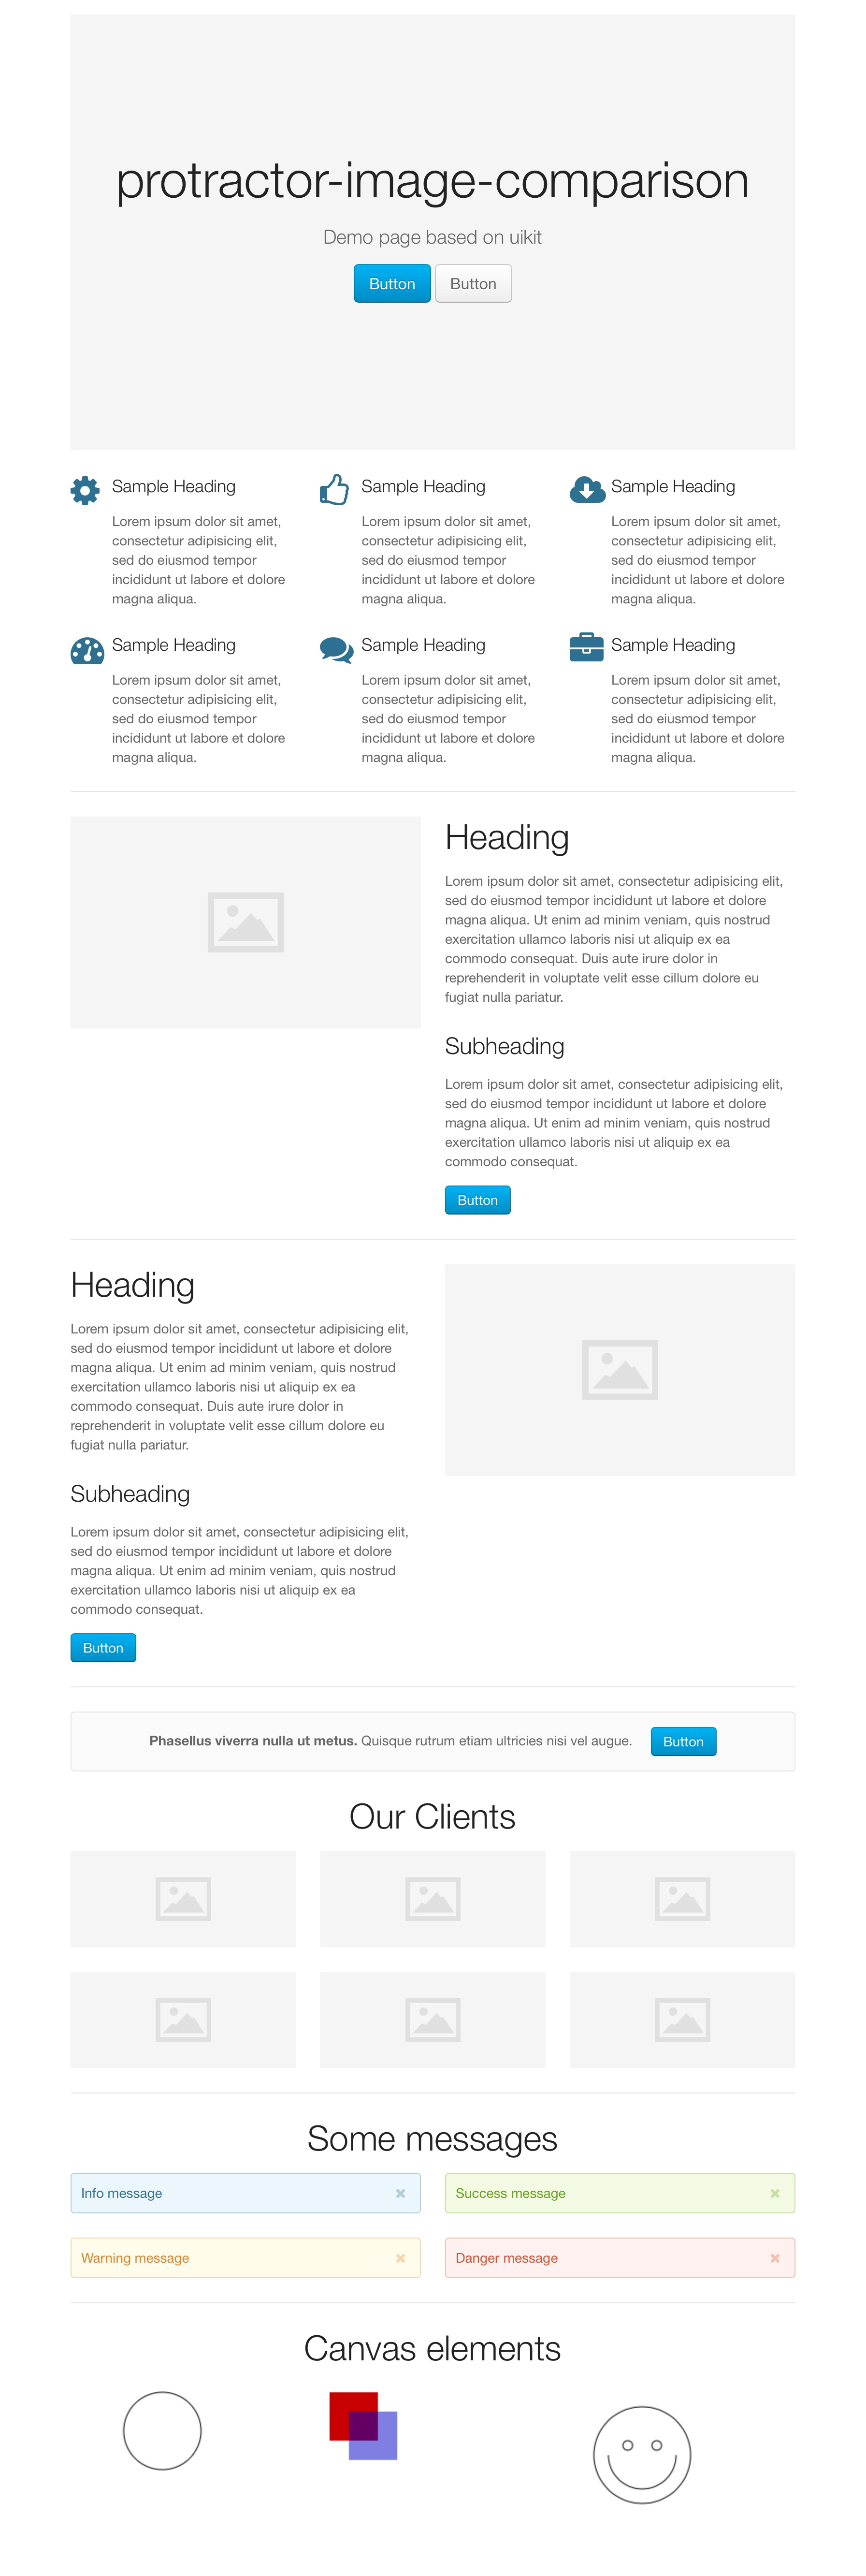 protractor-image-comparison
Demo page based on uikit
Button Button
Sample Heading
Lorem ipsum dolor sit amet,
consectetur adipisicing elit,
sed do eiusmod tempor
incididunt ut labore et dolore
magna aliqua.
Sample Heading
Lorem ipsum dolor sit amet,
consectetur adipisicing elit,
sed do eiusmod tempor
incididunt ut labore et dolore
magna aliqua.
Sample Heading
Lorem ipsum dolor sit amet,
consectetur adipisicing elit,
sed do eiusmod tempor
incididunt ut labore et dolore
magna aliqua.
Sample Heading
Lorem ipsum dolor sit amet,
consectetur adipisicing elit,
sed do eiusmod tempor
incididunt ut labore et dolore
magna aliqua.
Sample Heading
Lorem ipsum dolor sit amet,
consectetur adipisicing elit,
sed do eiusmod tempor
incididunt ut labore et dolore
magna aliqua.
Sample Heading
Lorem ipsum dolor sit amet,
consectetur adipisicing elit,
sed do eiusmod tempor
incididunt ut labore et dolore
magna aliqua.
Heading
Lorem ipsum dolor sit amet, consectetur adipisicing elit,
sed do eiusmod tempor incididunt ut labore et dolore
magna aliqua. Ut enim ad minim veniam, quis nostrud
exercitation ullamco laboris nisi ut aliquip ex ea
commodo consequat. Duis aute irure dolor in
reprehenderit in voluptate velit esse cillum dolore eu
fugiat nulla pariatur.
Subheading
Lorem ipsum dolor sit amet, consectetur adipisicing elit,
sed do eiusmod tempor incididunt ut labore et dolore
magna aliqua. Ut enim ad minim veniam, quis nostrud
exercitation ullamco laboris nisi ut aliquip ex ea
commodo consequat.
Button
Heading
Lorem ipsum dolor sit amet, consectetur adipisicing elit,
sed do eiusmod tempor incididunt ut labore et dolore
magna aliqua. Ut enim ad minim veniam, quis nostrud
exercitation ullamco laboris nisi ut aliquip ex ea
commodo consequat. Duis aute irure dolor in
reprehenderit in voluptate velit esse cillum dolore eu
fugiat nulla pariatur.
Subheading
Lorem ipsum dolor sit amet, consectetur adipisicing elit,
sed do eiusmod tempor incididunt ut labore et dolore
magna aliqua. Ut enim ad minim veniam, quis nostrud
exercitation ullamco laboris nisi ut aliquip ex ea
commodo consequat.
Button
Phasellus viverra nulla ut metus. Quisque rutrum etiam ultricies nisi vel augue. Button
Our Clients
Some messages
Info message
Success message
Warning message
Danger message
Canvas elements